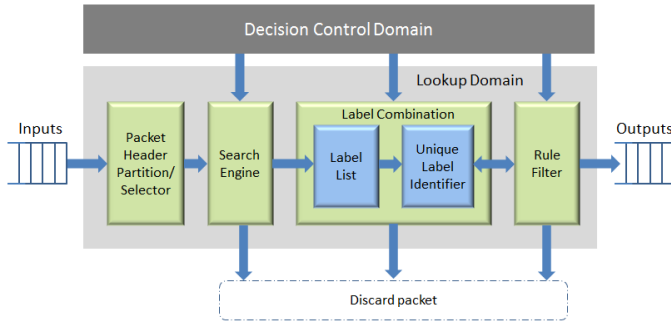 Decision Control Domain
Lookup Domain
Inputs
Packet
Header
Partition/
Selector
Search
Engine
Label Combination
Label
List
Unique
Label
Identifier
Rule
Filter
Outputs
Discard packet